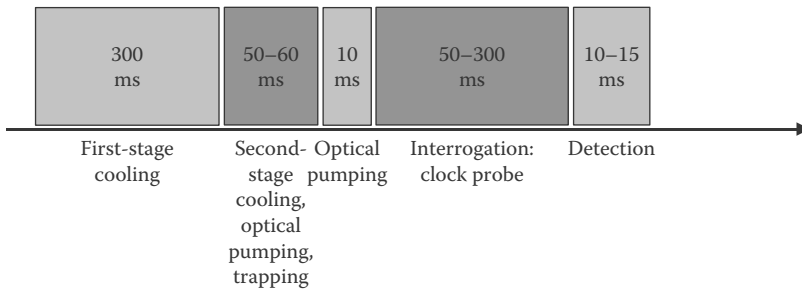 300
ms
50–60
ms
10
ms
50–300
ms
10–15
ms
First-stage
cooling
Second-
stage
cooling,
optical
pumping,
trapping
Optical
pumping
Interrogation:
clock probe
Detection